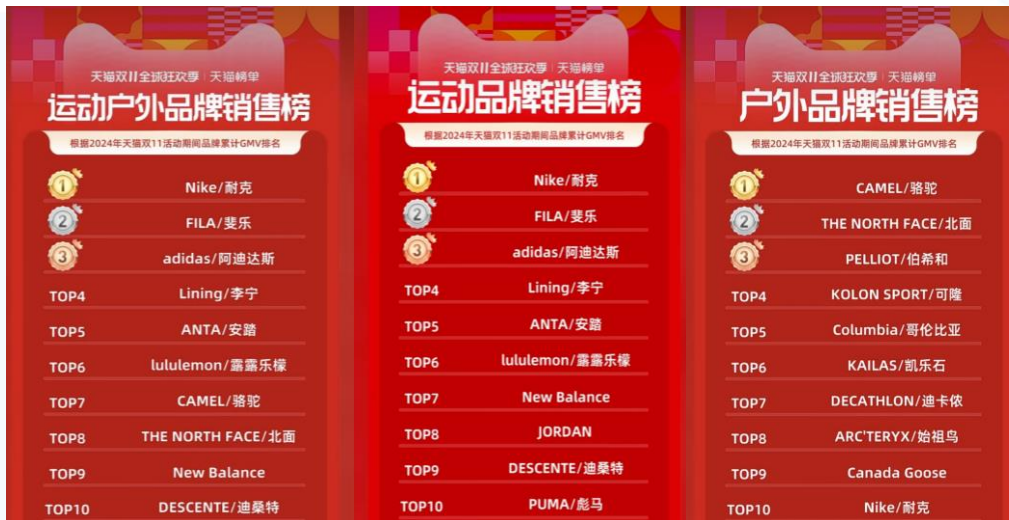 天猫双11全球狂欢季 | 天猫榜单
运动户外品牌销售榜
根据2024年天猫双11活动期间品牌累计GMV排名
1 Nike/耐克
2 FILA/斐乐
3 adidas/阿迪达斯
TOP4 Lining/李宁
TOP5 ANTA/安踏
TOP6 lululemon/露露乐檬
TOP7 CAMEL/骆驼
TOP8 THE NORTH FACE/北面
TOP9 New Balance
TOP10 DESCENTE/迪桑特
天猫双11全球狂欢季 | 天猫榜单
运动品牌销售榜
根据2024年天猫双11活动期间品牌累计GMV排名
1 Nike/耐克
2 FILA/斐乐
3 adidas/阿迪达斯
TOP4 Lining/李宁
TOP5 ANTA/安踏
TOP6 lululemon/露露乐檬
TOP7 New Balance
TOP8 JORDAN
TOP9 DESCENTE/迪桑特
TOP10 PUMA/彪马
天猫双11全球狂欢季 | 天猫榜单
户外品牌销售榜
根据2024年天猫双11活动期间品牌累计GMV排名
1 CAMEL/骆驼
2 THE NORTH FACE/北面
3 PELLIOT/伯希和
TOP4 KOLON SPORT/可隆
TOP5 Columbia/哥伦比亚
TOP6 KAILAS/凯乐石
TOP7 DECATHLON/迪卡侬
TOP8 ARC'TERYX/始祖鸟
TOP9 Canada Goose
TOP10 Nike/耐克